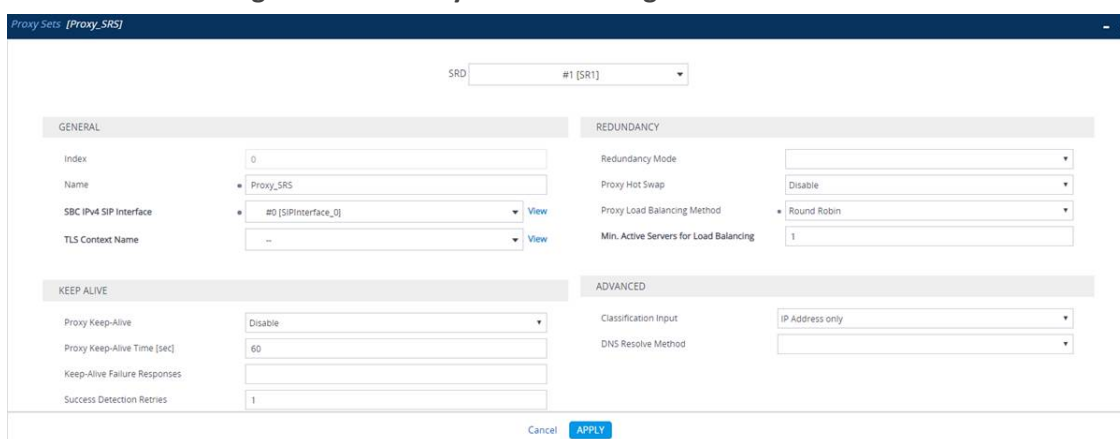 Proxy Sets [Proxy_SRS] –
SRD #1 [SR1]
GENERAL
Index 0
Name Proxy_SRS
SBC IPv4 SIP Interface #0 [SIPInterface_0] View
TLS Context Name -- View
KEEP ALIVE
Proxy Keep-Alive Disable
Proxy Keep-Alive Time [sec] 60
Keep-Alive Failure Responses
Success Detection Retries 1
REDUNDANCY
Redundancy Mode
Proxy Hot Swap Disable
Proxy Load Balancing Method Round Robin
Min. Active Servers for Load Balancing 1
ADVANCED
Classification Input IP Address only
DNS Resolve Method
Cancel APPLY